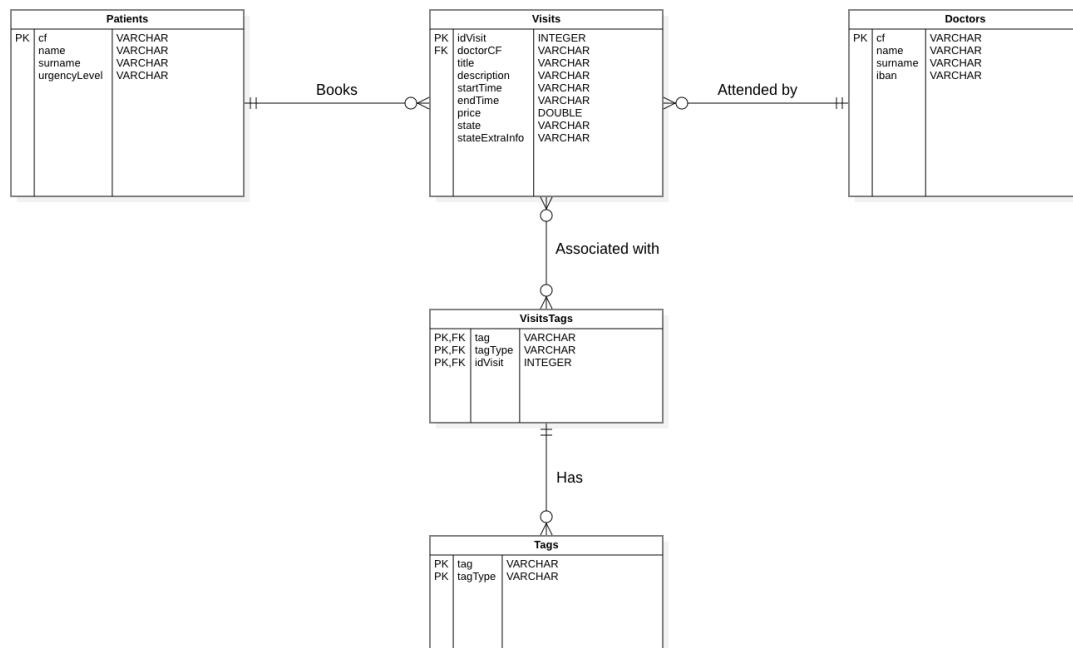 Patients
PK cf VARCHAR
name VARCHAR
surname VARCHAR
urgencyLevel VARCHAR
Books
Visits
PK idVisit INTEGER
FK doctorCF VARCHAR
title VARCHAR
description VARCHAR
startTime VARCHAR
endTime VARCHAR
price DOUBLE
state VARCHAR
stateExtraInfo VARCHAR
Attended by
Doctors
PK cf VARCHAR
name VARCHAR
surname VARCHAR
iban VARCHAR
Associated with
VisitsTags
PK,FK tag VARCHAR
PK,FK tagType VARCHAR
PK,FK idVisit INTEGER
Has
Tags
PK tag VARCHAR
PK tagType VARCHAR